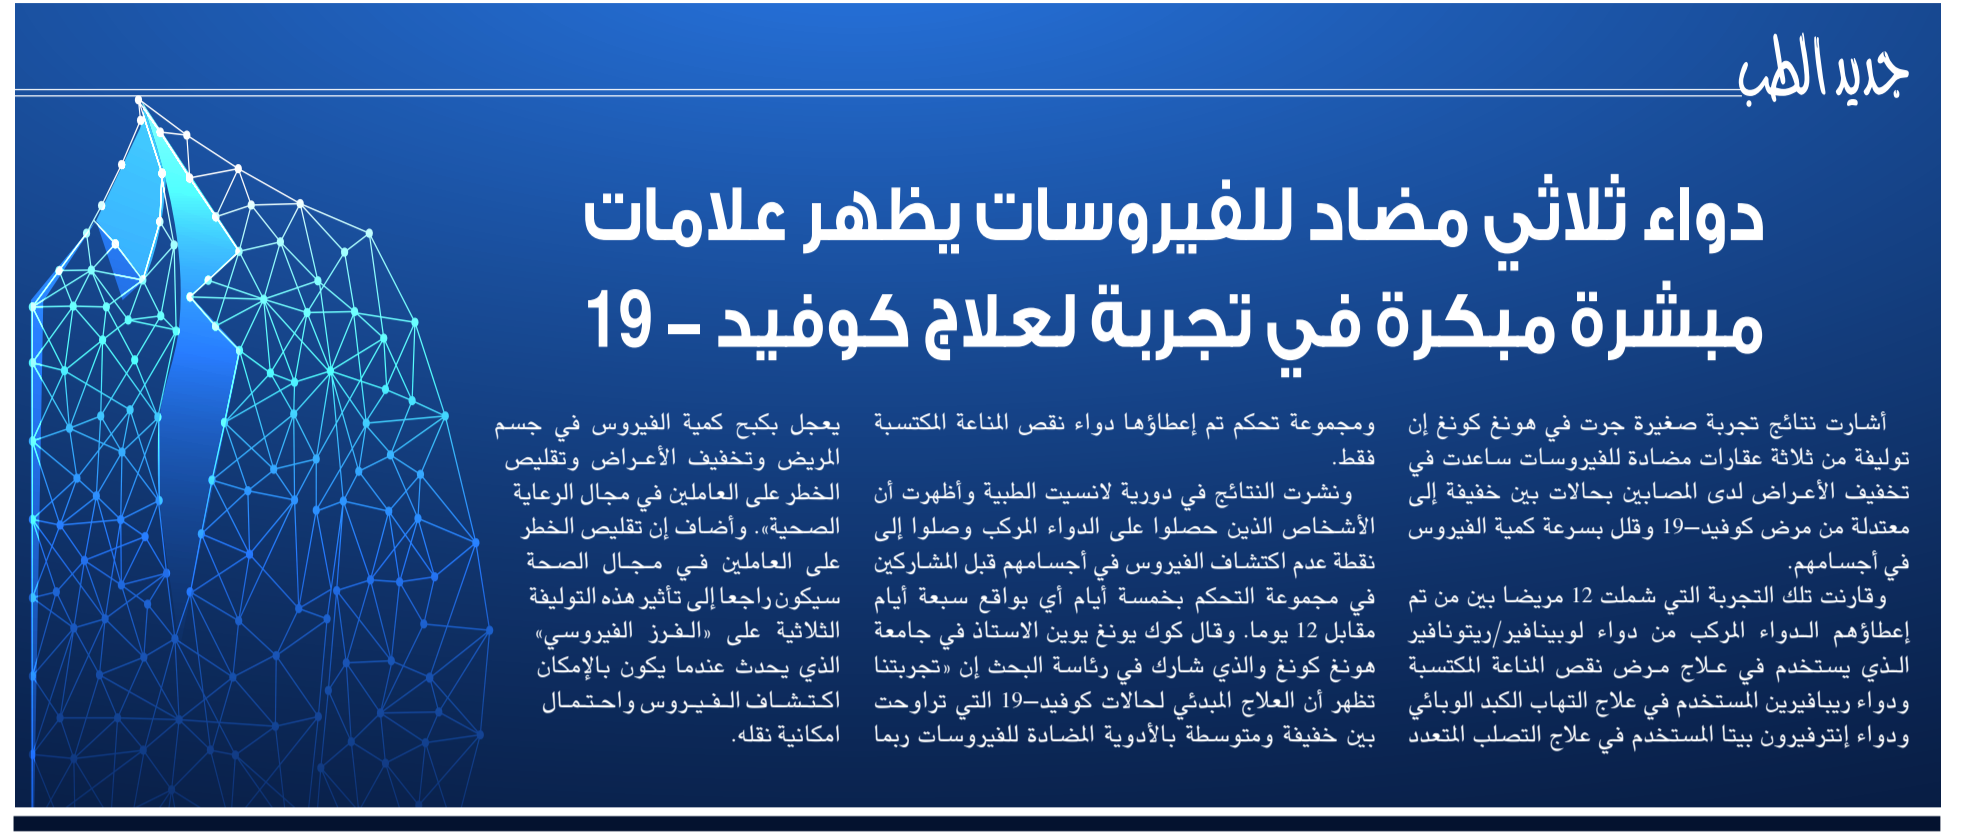 جديد الطب
دواء ثلاثي مضاد للفيروسات يظهر علامات
مبشرة مبكرة في تجربة لعلاج كوفيد – 19
أشارت نتائج تجربة صغيرة جرت في هونغ كونغ إن
توليفة من ثلاثة عقارات مضادة للفيروسات ساعدت في
تخفيف الأعراض لدى المصابين بحالات بين خفيفة إلى
معتدلة من مرض كوفيد–19 وقلل بسرعة كمية الفيروس
في أجسامهم.
وقارنت تلك التجربة التي شملت 12 مريضا بين من تم
إعطاؤهم الدواء المركب من دواء لوبينافير/ريتونافير
الذي يستخدم في علاج مرض نقص المناعة المكتسبة
ودواء ريبافيرين المستخدم في علاج التهاب الكبد الوبائي
ودواء إنترفيرون بيتا المستخدم في علاج التصلب المتعدد
ومجموعة تحكم تم إعطاؤها دواء نقص المناعة المكتسبة
فقط.
ونشرت النتائج في دورية لانسيت الطبية وأظهرت أن
الأشخاص الذين حصلوا على الدواء المركب وصلوا إلى
نقطة عدم اكتشاف الفيروس في أجسامهم قبل المشاركين
في مجموعة التحكم بخمسة أيام أي بواقع سبعة أيام
مقابل 12 يوما. وقال كوك يونغ يوين الاستاذ في جامعة
هونغ كونغ والذي شارك في رئاسة البحث إن «تجربتنا
تظهر أن العلاج المبدئي لحالات كوفيد–19 التي تراوحت
بين خفيفة ومتوسطة بالأدوية المضادة للفيروسات ربما
يعجل بكبح كمية الفيروس في جسم
المريض وتخفيف الأعراض وتقليص
الخطر على العاملين في مجال الرعاية
الصحية». وأضاف إن تقليص الخطر
على العاملين في مجال الصحة
سيكون راجعا إلى تأثير هذه التوليفة
الثلاثية على «الفرز الفيروسي»
الذي يحدث عندما يكون بالإمكان
اكتشاف الفيروس واحتمال
امكانية نقله.